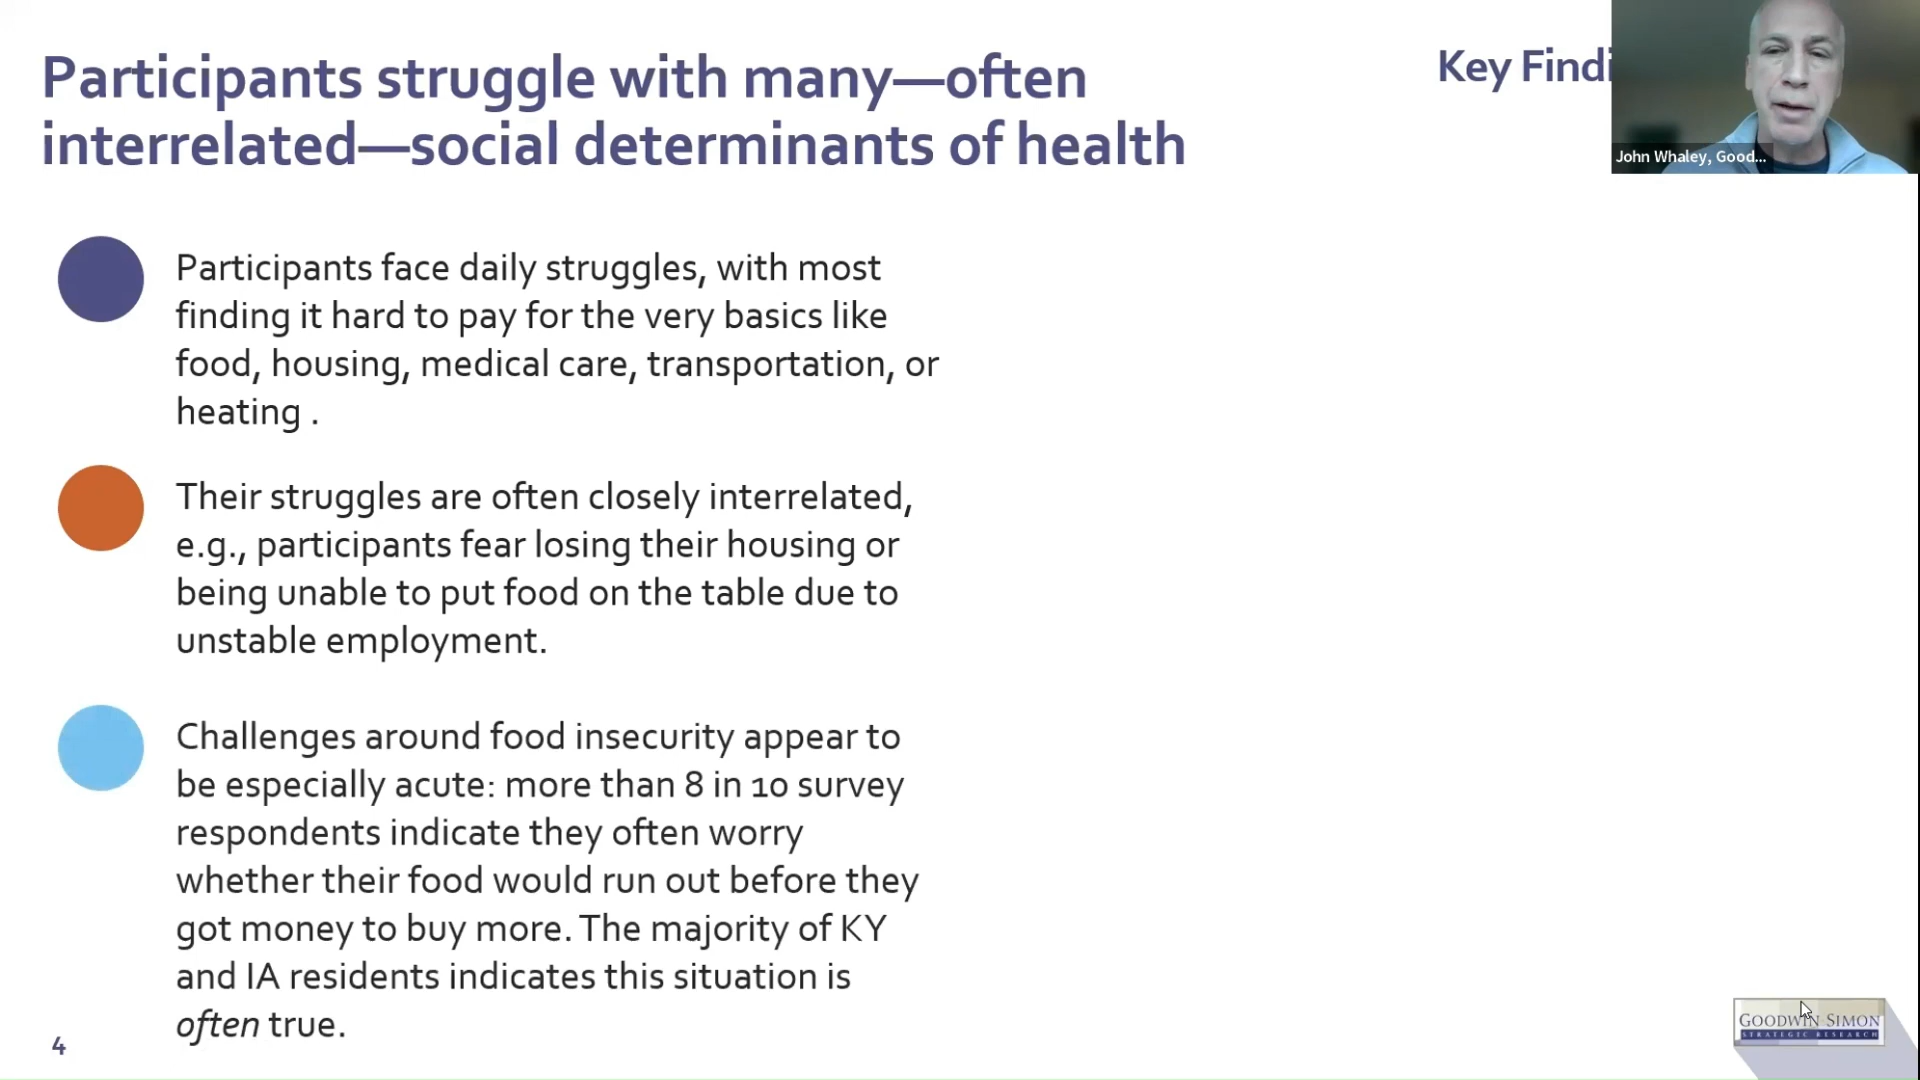 Participants struggle with many—often
interrelated—social determinants of health
Key Findi
John Whaley, Good...
Participants face daily struggles, with most
finding it hard to pay for the very basics like
food, housing, medical care, transportation, or
heating .
Their struggles are often closely interrelated,
e.g., participants fear losing their housing or
being unable to put food on the table due to
unstable employment.
Challenges around food insecurity appear to
be especially acute: more than 8 in 10 survey
respondents indicate they often worry
whether their food would run out before they
got money to buy more. The majority of KY
and IA residents indicates this situation is
often true.
4
GOODWIN SIMON
STRATEGIC RESEARCH